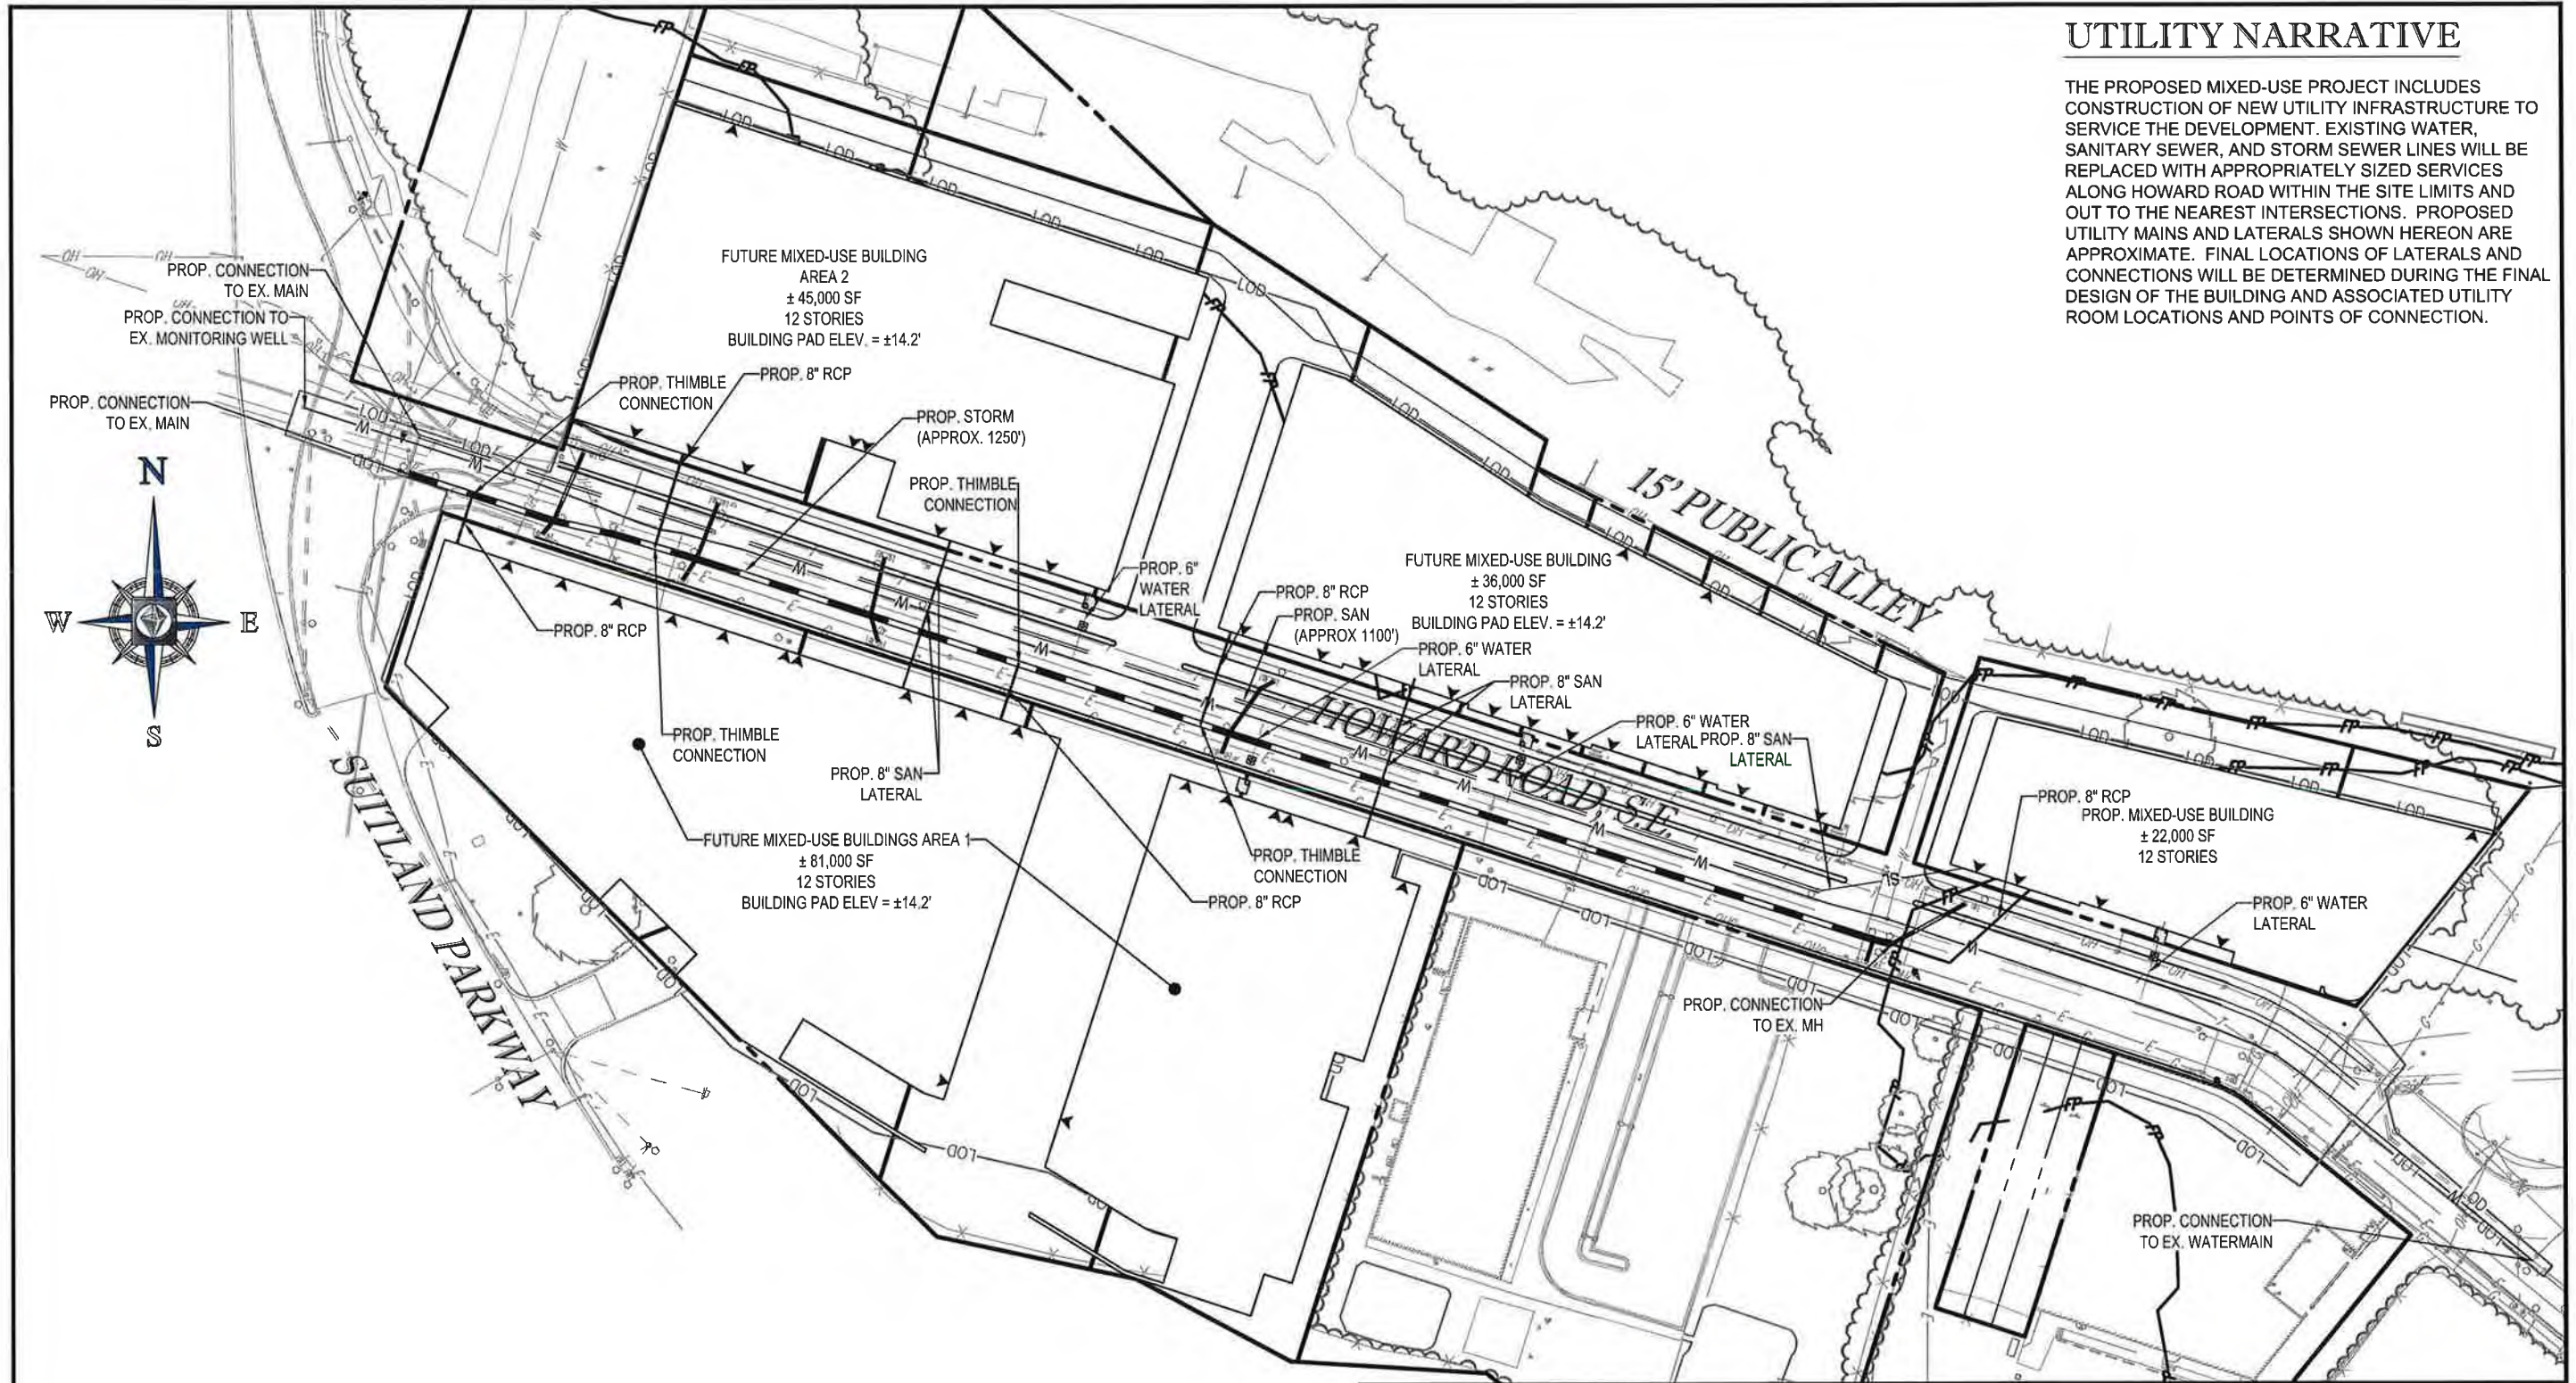 UTILITY NARRATIVE
THE PROPOSED MIXED-USE PROJECT INCLUDES
CONSTRUCTION OF NEW UTILITY INFRASTRUCTURE TO
SERVICE THE DEVELOPMENT. EXISTING WATER,
SANITARY SEWER, AND STORM SEWER LINES WILL BE
REPLACED WITH APPROPRIATELY SIZED SERVICES
ALONG HOWARD ROAD WITHIN THE SITE LIMITS AND
OUT TO THE NEAREST INTERSECTIONS. PROPOSED
UTILITY MAINS AND LATERALS SHOWN HEREON ARE
APPROXIMATE. FINAL LOCATIONS OF LATERALS AND
CONNECTIONS WILL BE DETERMINED DURING THE FINAL
DESIGN OF THE BUILDING AND ASSOCIATED UTILITY
ROOM LOCATIONS AND POINTS OF CONNECTION.
FUTURE MIXED-USE BUILDING
AREA 2
± 45,000 SF
12 STORIES
BUILDING PAD ELEV. = ±14.2'
PROP. CONNECTION
TO EX. MAIN
PROP. CONNECTION TO
EX. MONITORING WELL
PROP. CONNECTION
TO EX. MAIN
PROP. THIMBLE
CONNECTION
PROP. 8" RCP
PROP. STORM
(APPROX. 1250')
PROP. THIMBLE
CONNECTION
N
W
E
S
PROP. 8" RCP
PROP. 6"
WATER
LATERAL
15' PUBLIC ALLEY
FUTURE MIXED-USE BUILDING
± 36,000 SF
12 STORIES
BUILDING PAD ELEV. = ±14.2'
PROP. 8" RCP
PROP. SAN
(APPROX 1100')
PROP. 6" WATER
LATERAL
PROP. 8" SAN
LATERAL
PROP. 6" WATER
LATERAL
PROP. 8" SAN
LATERAL
HOWARD ROAD, S.E.
PROP. THIMBLE
CONNECTION
PROP. 8" SAN
LATERAL
FUTURE MIXED-USE BUILDINGS AREA 1
± 81,000 SF
12 STORIES
BUILDING PAD ELEV = ±14.2'
PROP. THIMBLE
CONNECTION
PROP. 8" RCP
PROP. 8" RCP
PROP. MIXED-USE BUILDING
± 22,000 SF
12 STORIES
PROP. 6" WATER
LATERAL
SUITLAND PARKWAY
PROP. CONNECTION
TO EX. MH
PROP. CONNECTION
TO EX. WATERMAIN